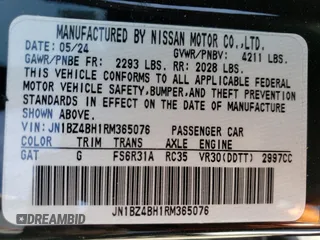 MANUFACTURED BY NISSAN MOTOR CO.,LTD.
DATE: 05/24 GVWR/PNBV: 4211 LBS.
GAWR/PNBE FR: 2293 LBS. RR: 2028 LBS.
THIS VEHICLE CONFORMS TO ALL APPLICABLE FEDERAL
MOTOR VEHICLE SAFETY,BUMPER,AND THEFT PREVENTION
STANDARDS IN EFFECT ON THE DATE OF MANUFACTURE
SHOWN ABOVE.
VIN: JN1BZ4BH1RM365076 PASSENGER CAR
COLOR TRIM TRANS AXLE ENGINE
GAT G FS6R31A RC35 VR30(DDTT) 2997CC
JN1BZ4BH1RM365076
DREAMBID